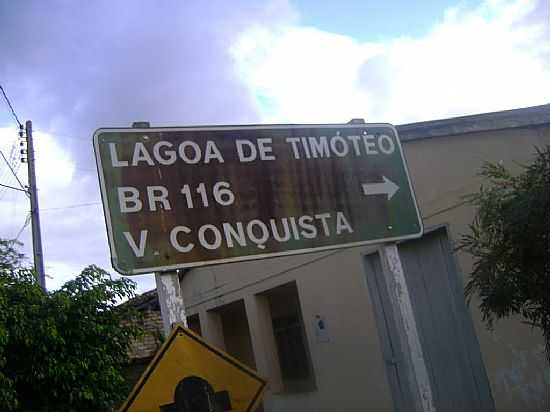 LAGOA DE TIMÓTEO
BR 116
V. CONQUISTA